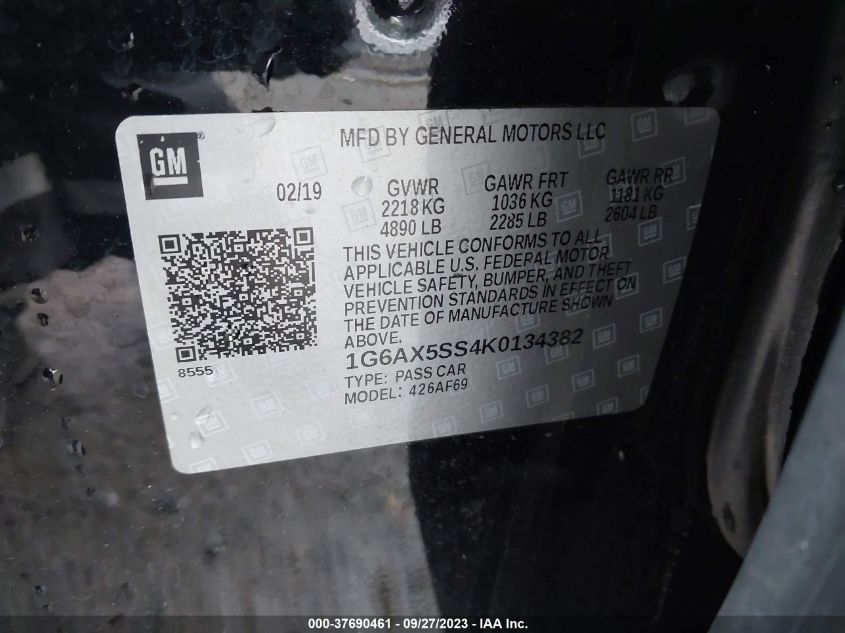 GM
MFD BY GENERAL MOTORS LLC
02/19
GVWR GAWR FRT GAWR RR
2218 KG 1036 KG 1181 KG
4890 LB 2285 LB 2604 LB
THIS VEHICLE CONFORMS TO ALL
APPLICABLE U.S. FEDERAL MOTOR
VEHICLE SAFETY, BUMPER, AND THEFT
PREVENTION STANDARDS IN EFFECT ON
THE DATE OF MANUFACTURE SHOWN
ABOVE.
8555
1G6AX5SS4K0134382
TYPE: PASS CAR
MODEL: 426AF69
000-37690461 - 09/27/2023 - IAA Inc.